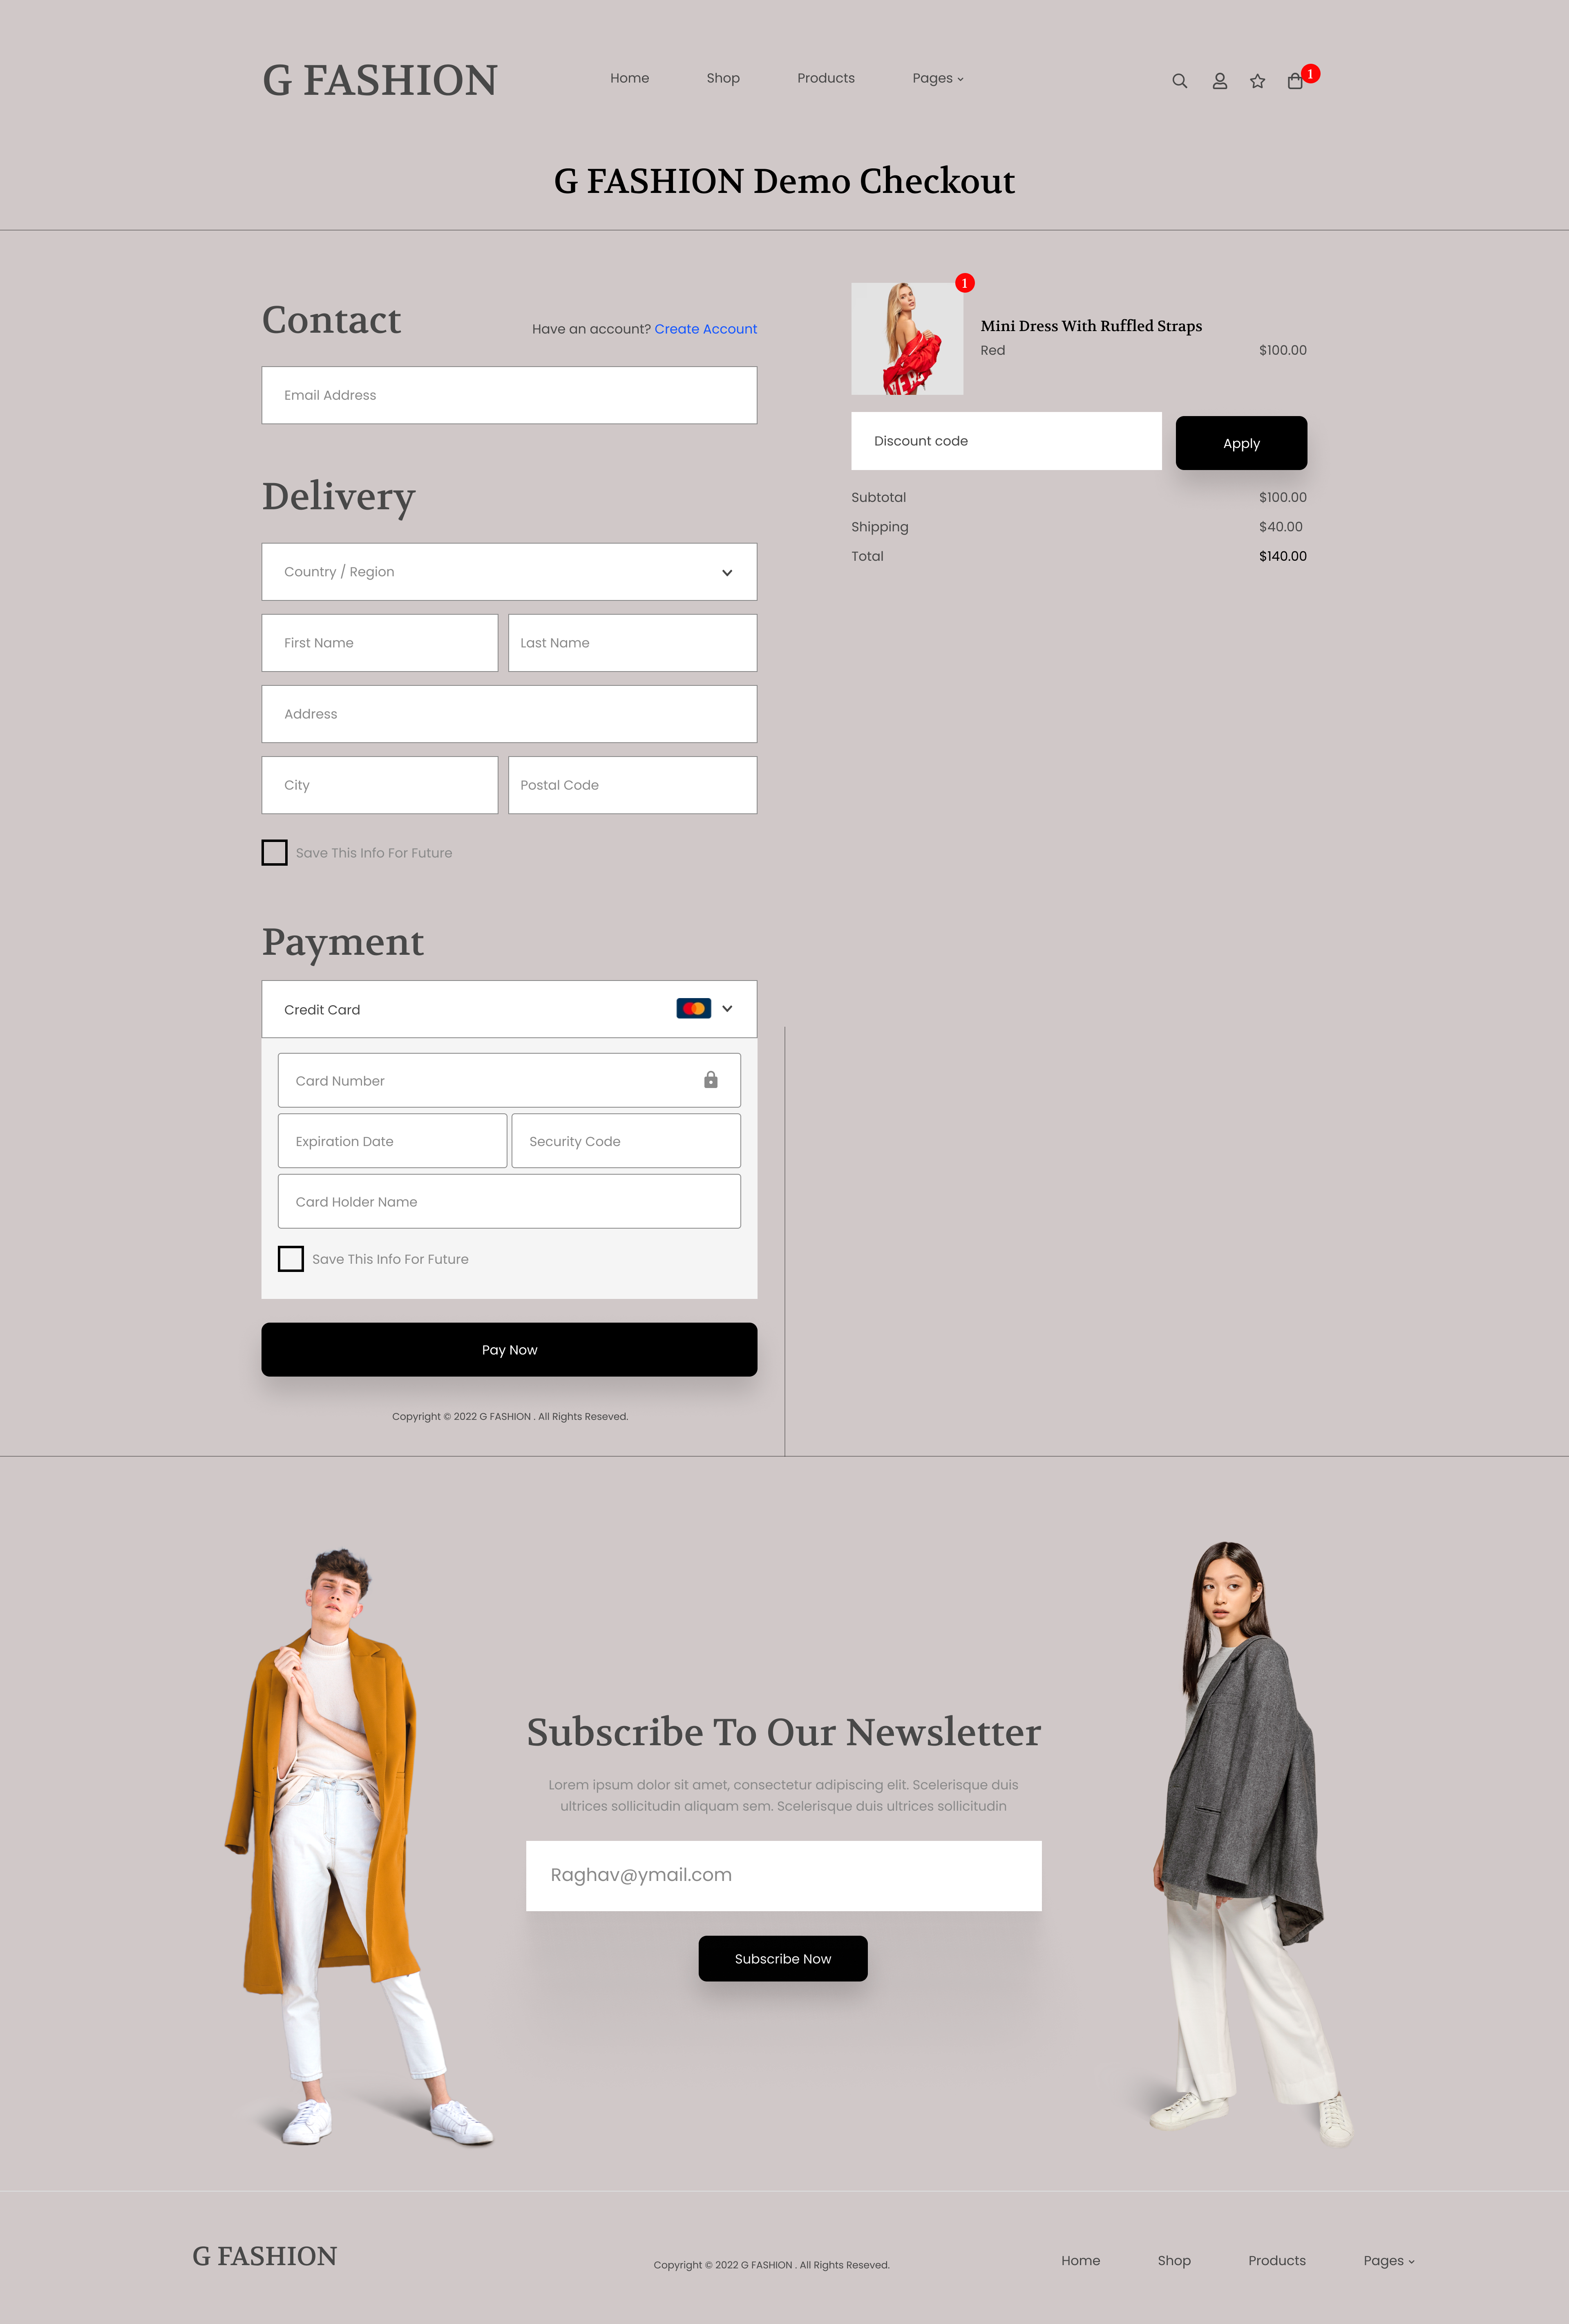 G FASHION
Home Shop Products Pages
1
G FASHION Demo Checkout
Contact
Have an account? Create Account
Email Address
Delivery
Country / Region
First Name Last Name
Address
City Postal Code
Save This Info For Future
Payment
Credit Card
Card Number
Expiration Date Security Code
Card Holder Name
Save This Info For Future
Pay Now
Copyright © 2022 G FASHION . All Rights Reseved.
1
Mini Dress With Ruffled Straps
Red $100.00
Discount code Apply
Subtotal $100.00
Shipping $40.00
Total $140.00
Subscribe To Our Newsletter
Lorem ipsum dolor sit amet, consectetur adipiscing elit. Scelerisque duis
ultrices sollicitudin aliquam sem. Scelerisque duis ultrices sollicitudin
Raghav@ymail.com
Subscribe Now
G FASHION
Copyright © 2022 G FASHION . All Rights Reseved.
Home Shop Products Pages